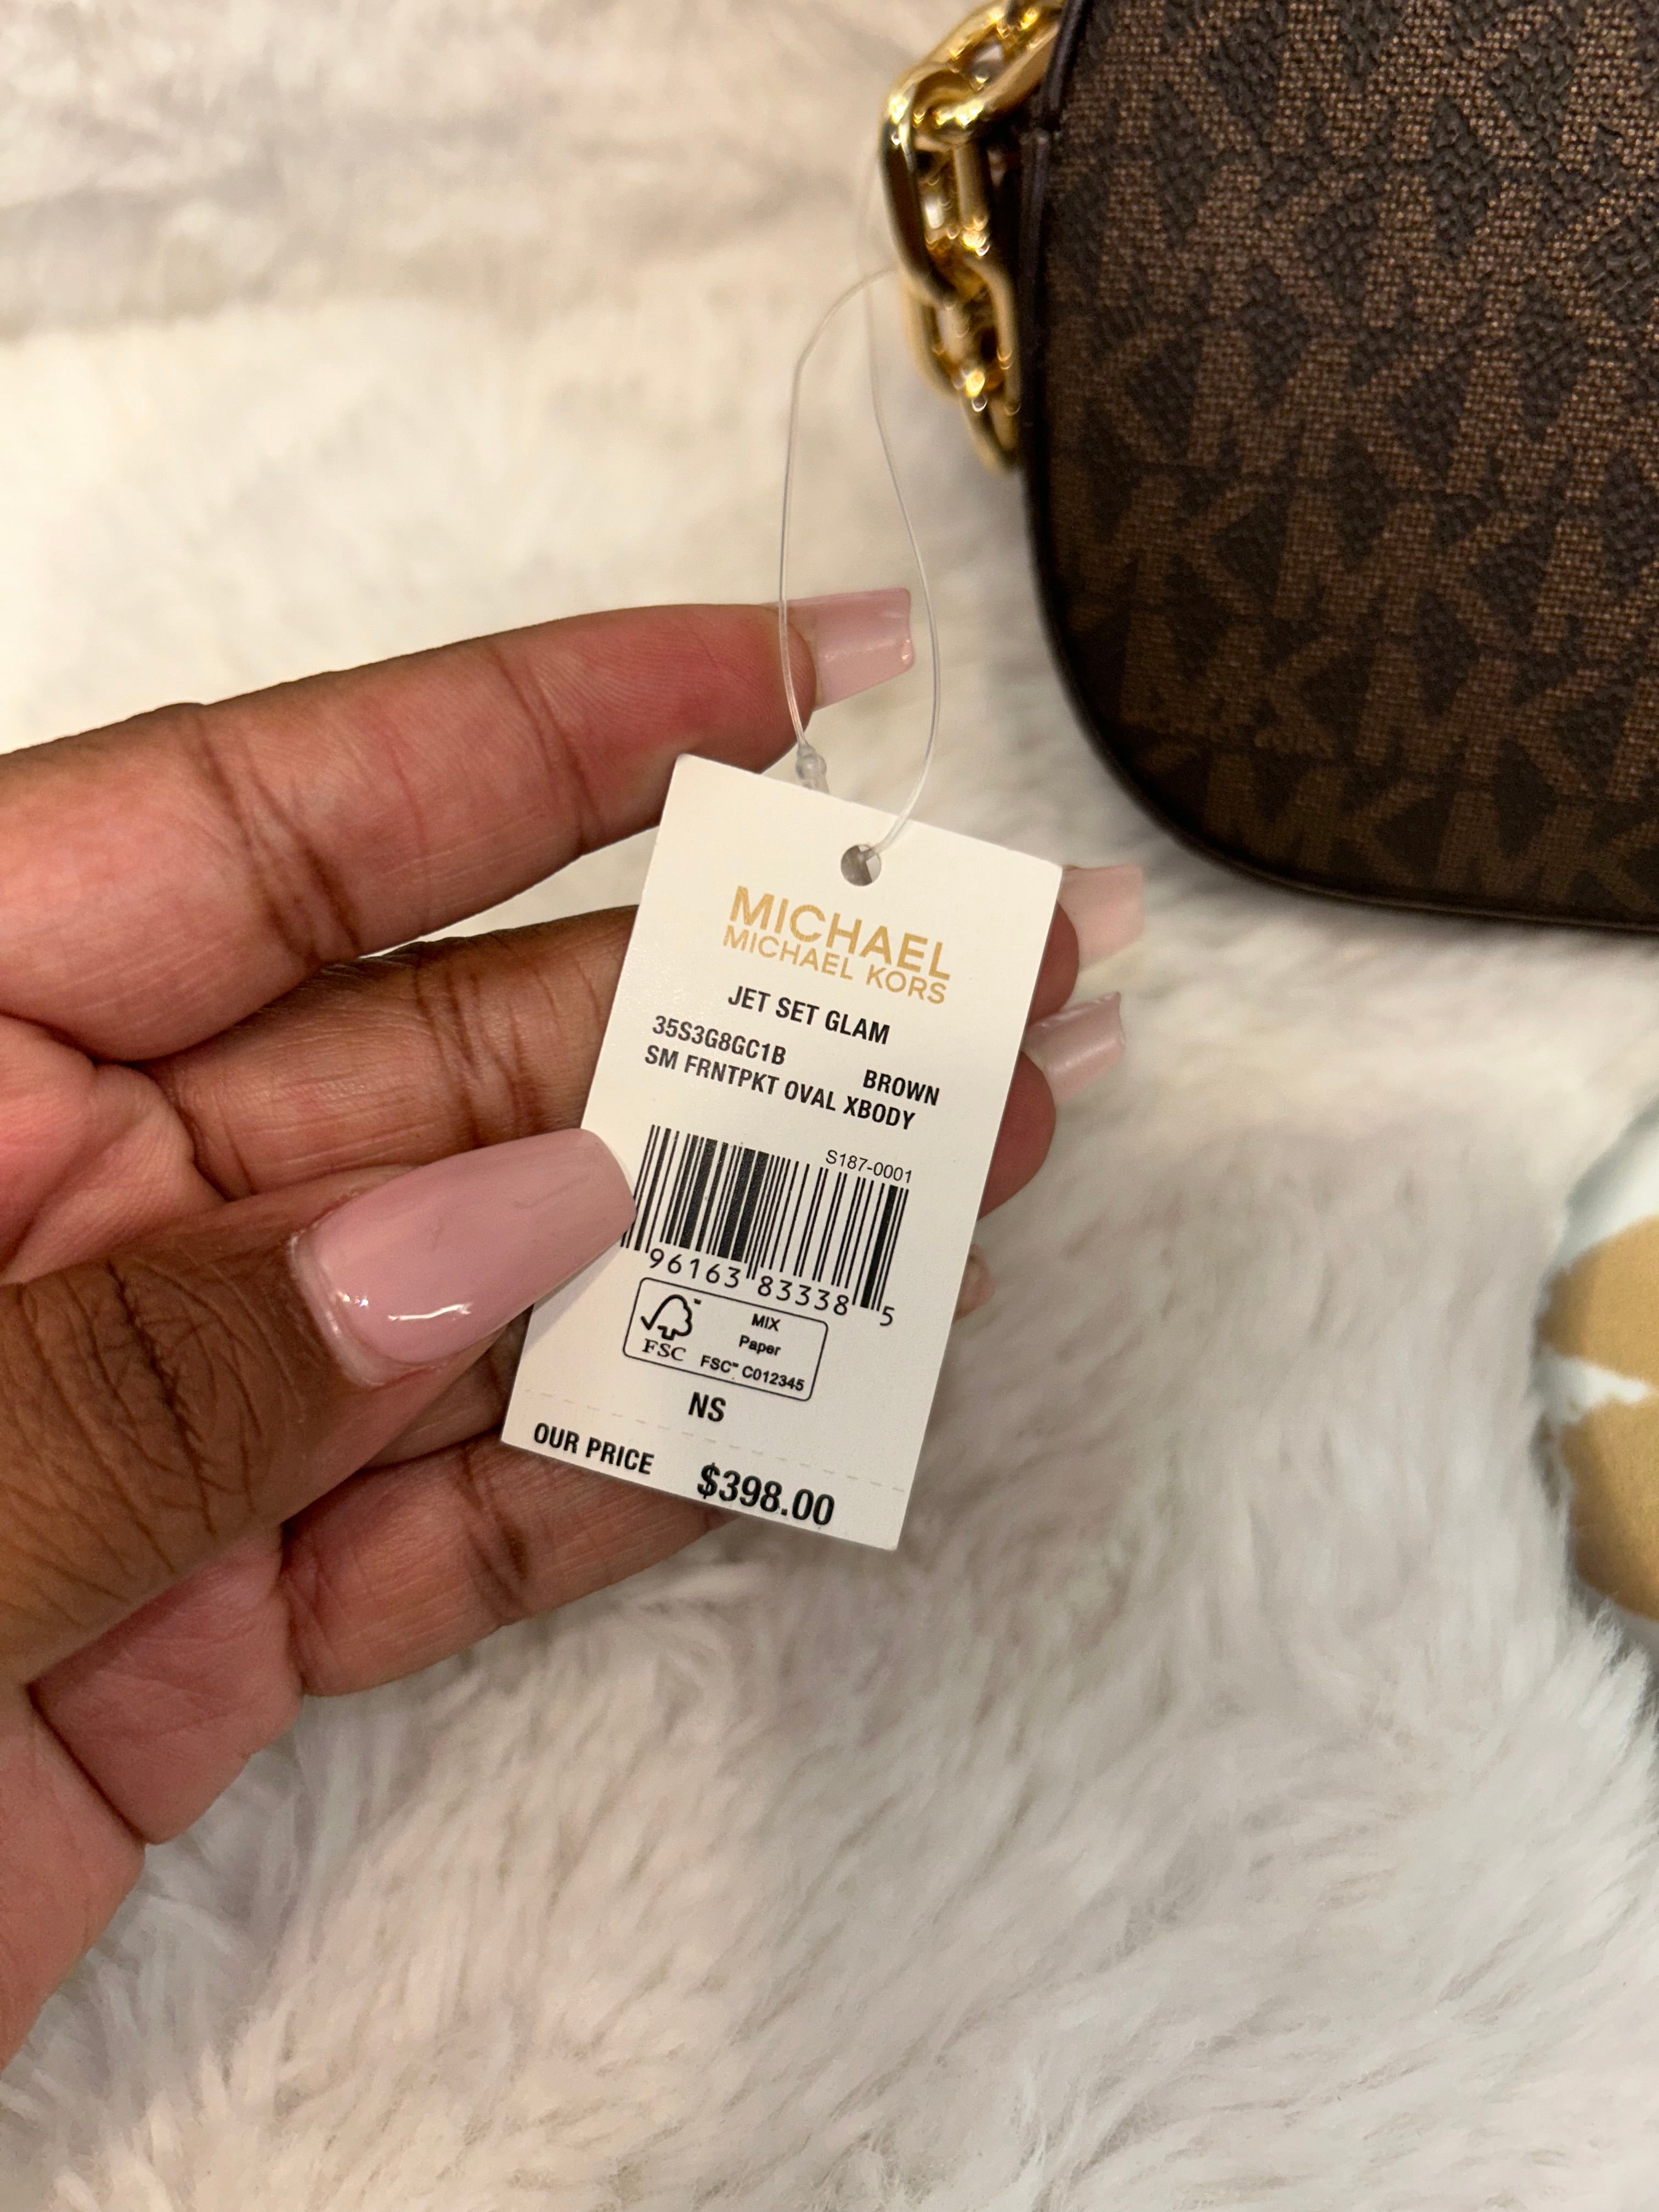 MICHAEL
MICHAEL KORS
JET SET GLAM
35S3G8GC1B BROWN
SM FRNTPKT OVAL XBODY
S187-0001
96163 83338 5
FSC
MIX
Paper
FSC™ C012345
NS
OUR PRICE $398.00